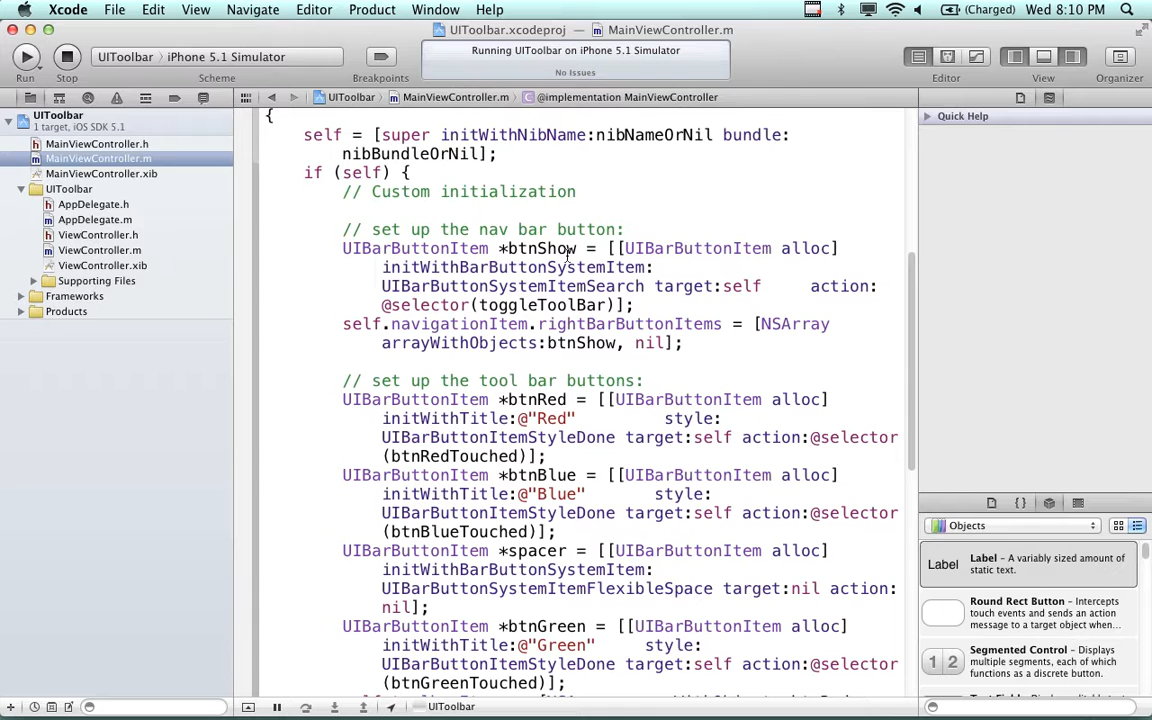 Xcode File Edit View Navigate Editor Product Window Help (Charged) Wed 8:10 PM
UIToolbar.xcodeproj — MainViewController.m
UIToolbar iPhone 5.1 Simulator
Running UIToolbar on iPhone 5.1 Simulator
No Issues
Run Stop Scheme Breakpoints Editor View Organizer
UIToolbar MainViewController.m @implementation MainViewController
UIToolbar
1 target, iOS SDK 5.1
MainViewController.h
MainViewController.m
MainViewController.xib
UIToolbar
AppDelegate.h
AppDelegate.m
ViewController.h
ViewController.m
ViewController.xib
Supporting Files
Frameworks
Products
{
self = [super initWithNibName:nibNameOrNil bundle:
nibBundleOrNil];
if (self) {
// Custom initialization
// set up the nav bar button:
UIBarButtonItem *btnShow = [[UIBarButtonItem alloc]
initWithBarButtonSystemItem:
UIBarButtonSystemItemSearch target:self action:
@selector(toggleToolBar)];
self.navigationItem.rightBarButtonItems = [NSArray
arrayWithObjects:btnShow, nil];
// set up the tool bar buttons:
UIBarButtonItem *btnRed = [[UIBarButtonItem alloc]
initWithTitle:@"Red" style:
UIBarButtonItemStyleDone target:self action:@selector
(btnRedTouched)];
UIBarButtonItem *btnBlue = [[UIBarButtonItem alloc]
initWithTitle:@"Blue" style:
UIBarButtonItemStyleDone target:self action:@selector
(btnBlueTouched)];
UIBarButtonItem *spacer = [[UIBarButtonItem alloc]
initWithBarButtonSystemItem:
UIBarButtonSystemItemFlexibleSpace target:nil action:
nil];
UIBarButtonItem *btnGreen = [[UIBarButtonItem alloc]
initWithTitle:@"Green" style:
UIBarButtonItemStyleDone target:self action:@selector
(btnGreenTouched)];
UIToolbar
Quick Help
Objects
Label
Label – A variably sized amount of
static text.
Round Rect Button – Intercepts
touch events and sends an action
message to a target object when...
1 2
Segmented Control – Displays
multiple segments, each of which
functions as a discrete button.